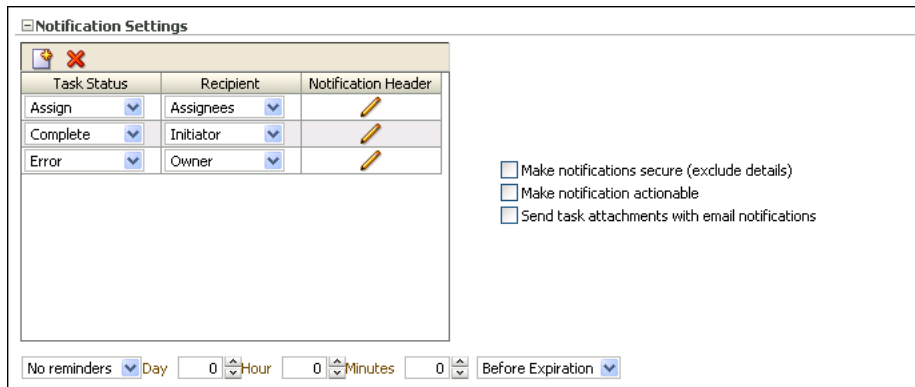 Notification Settings
Task Status Recipient Notification Header
Assign Assignees
Complete Initiator
Error Owner
Make notifications secure (exclude details)
Make notification actionable
Send task attachments with email notifications
No reminders Day 0 Hour 0 Minutes 0 Before Expiration